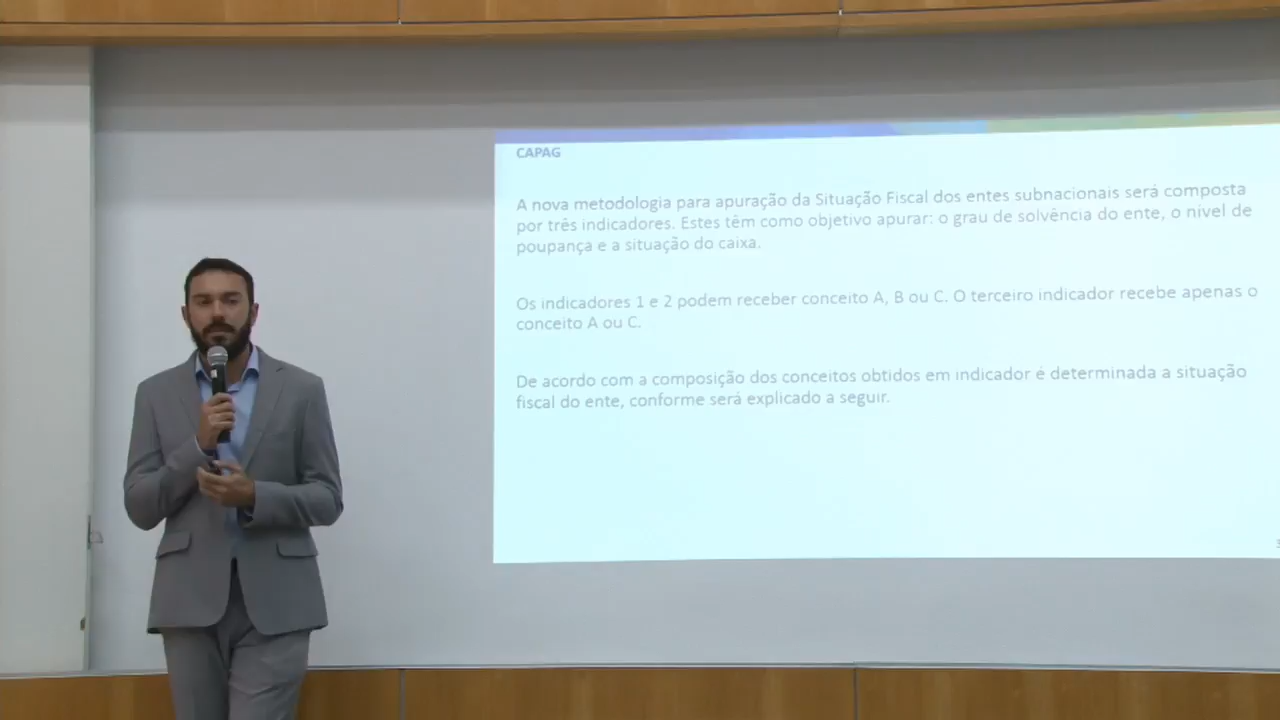 CAPAG
A nova metodologia para apuração da Situação Fiscal dos entes subnacionais será composta
por três indicadores. Estes têm como objetivo apurar: o grau de solvência do ente, o nível de
poupança e a situação do caixa.
Os indicadores 1 e 2 podem receber conceito A, B ou C. O terceiro indicador recebe apenas o
conceito A ou C.
De acordo com a composição dos conceitos obtidos em indicador é determinada a situação
fiscal do ente, conforme será explicado a seguir.